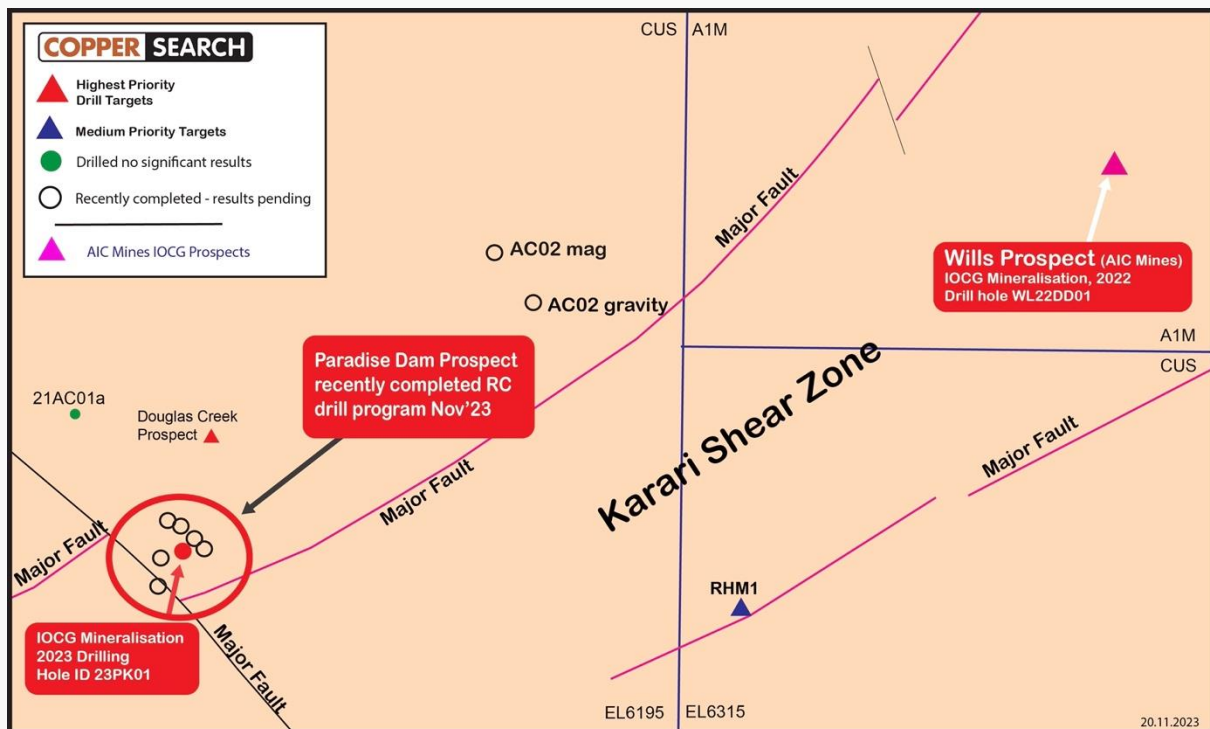 COPPER SEARCH
Highest Priority
Drill Targets
Medium Priority Targets
Drilled no significant results
Recently completed - results pending
AIC Mines IOCG Prospects
CUS A1M
Major Fault
AC02 mag
AC02 gravity
Wills Prospect (AIC Mines)
IOCG Mineralisation, 2022
Drill hole WL22DD01
A1M
CUS
Paradise Dam Prospect
recently completed RC
drill program Nov'23
21AC01a
Douglas Creek
Prospect
Karari Shear Zone
Major Fault
Major Fault
Major Fault
RHM1
IOCG Mineralisation
2023 Drilling
Hole ID 23PK01
Major Fault
EL6195 EL6315
20.11.2023